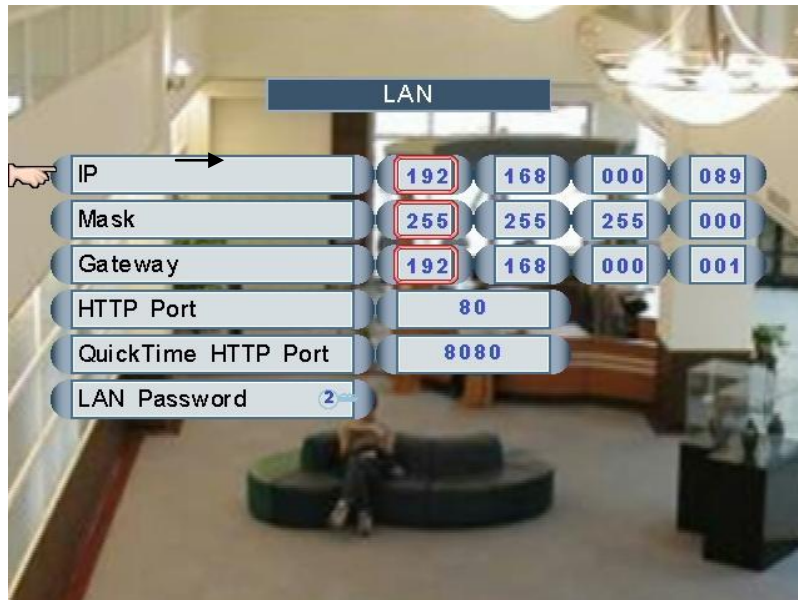 LAN
IP 192 168 000 089
Mask 255 255 255 000
Gateway 192 168 000 001
HTTP Port 80
QuickTime HTTP Port 8080
LAN Password 2